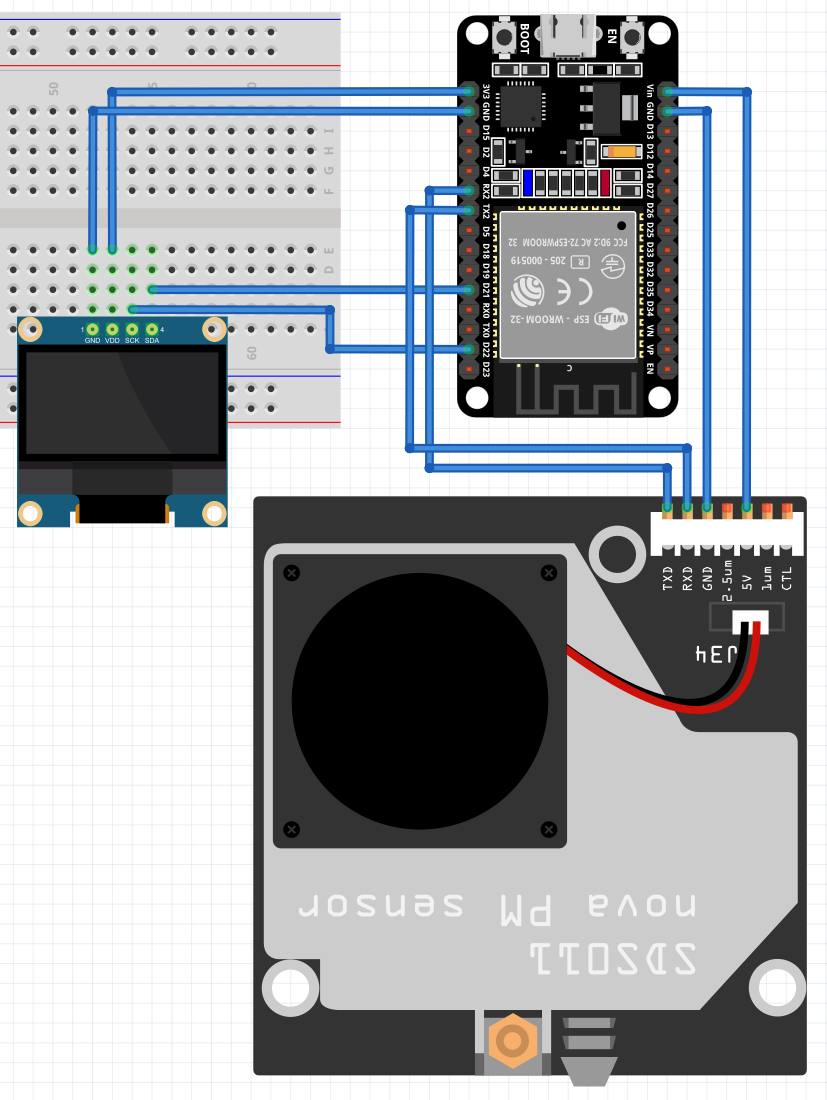 BOOT
EN
50
I
H
G
F
E
D
60
3V3
GND
D15
D2
D4
RX2
TX2
D5
D18
D19
D21
RX0
TX0
D22
D23
Vin
GND
D13
D12
D14
D27
D26
D25
D33
D32
D35
D34
VN
VP
EN
FCC 9D:2 AC 72-ESPWROOM 32
R 205 - 000519
CE
WiFi
ESP - WROOM-32
C
1 4
GND VDD SCK SDA
TXD
RXD
GND
2.5um
5V
1um
CTL
J34
nova PM sensor
SDS011